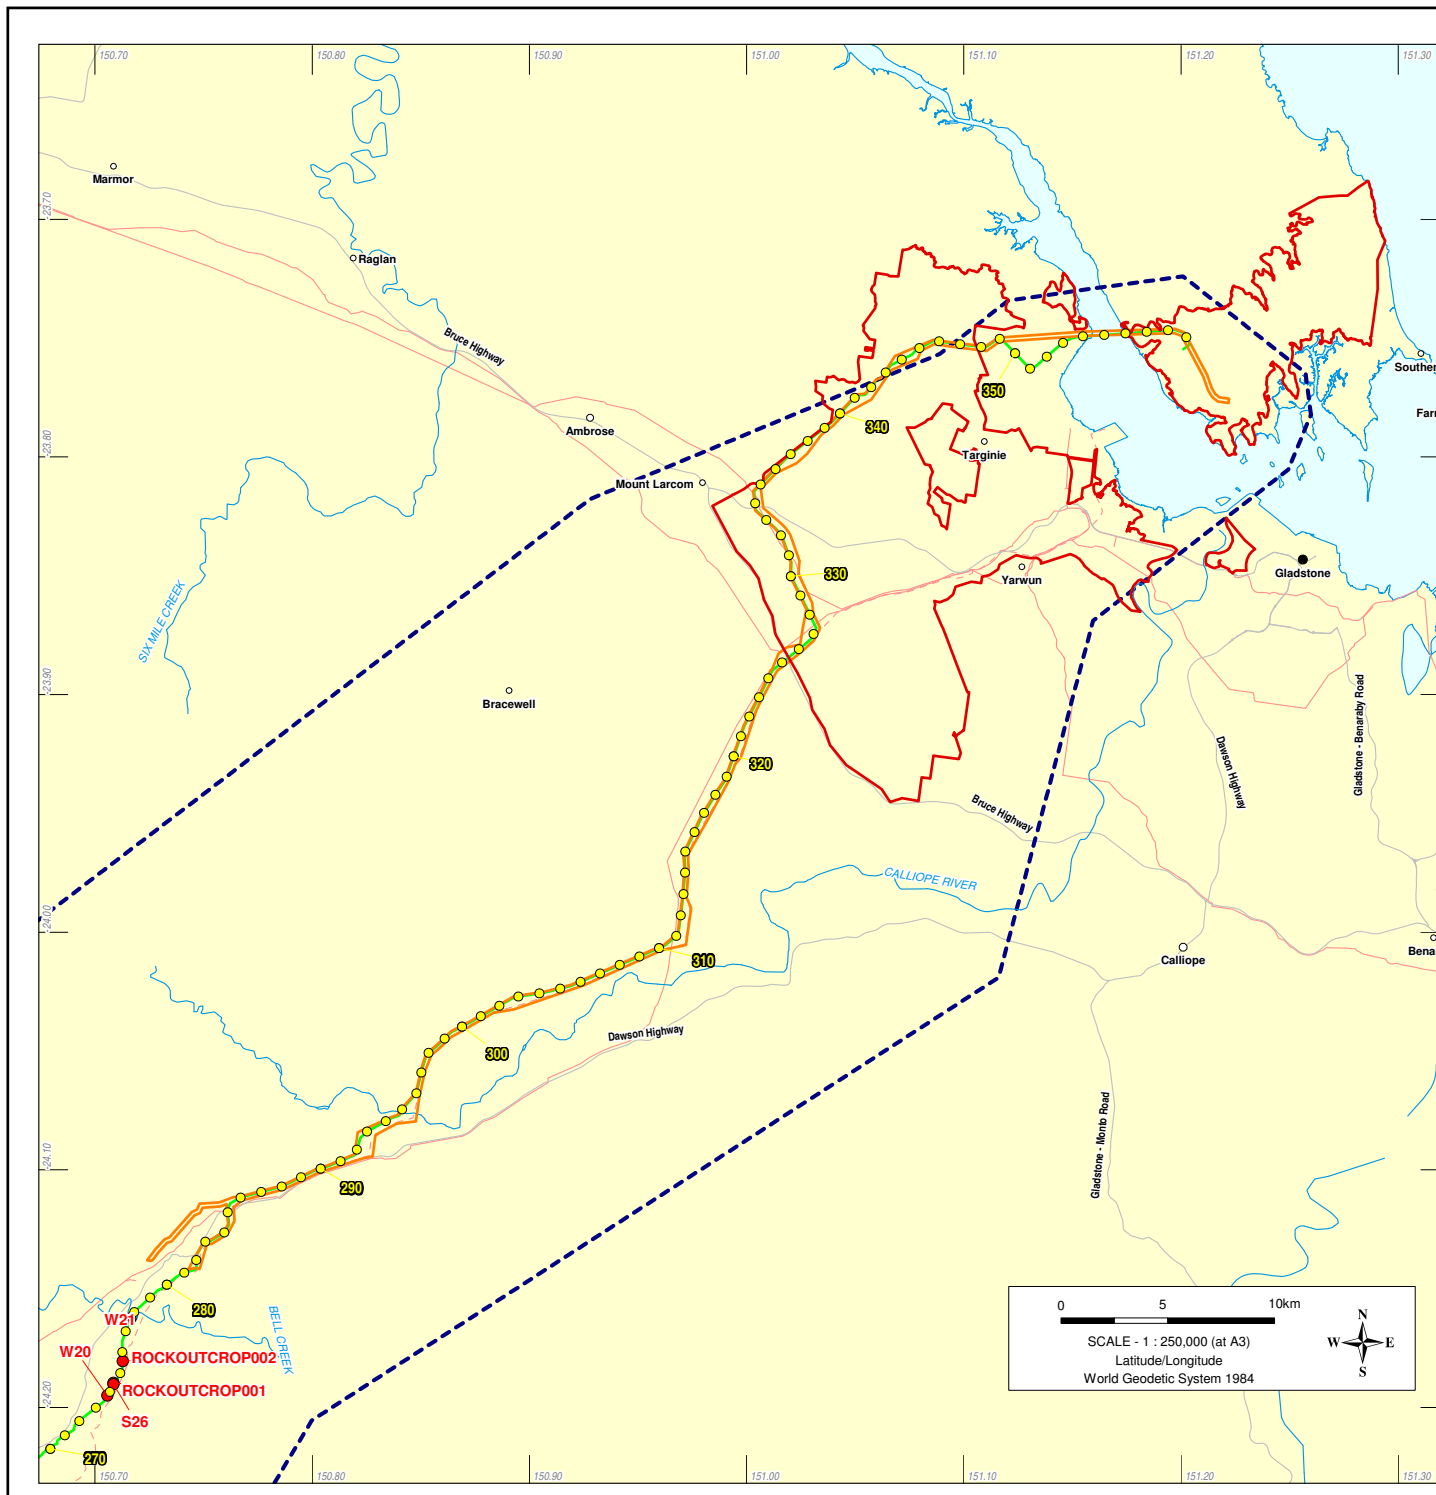 150.70
150.80
150.90
151.00
151.10
151.20
151.30
-23.70
-23.80
-23.90
-24.00
-24.10
-24.20
Marmor
Raglan
Bruce Highway
Ambrose
Mount Larcom
Targinie
Southen
Farm
350
340
330
Yarwun
Gladstone
SIX MILE CREEK
Bracewell
320
Dawson Highway
Gladstone - Benaraby Road
Bruce Highway
CALLIOPE RIVER
310
Calliope
Bena
Dawson Highway
300
Gladstone - Monto Road
290
280
BELL CREEK
W21
W20
ROCKOUTCROP002
ROCKOUTCROP001
S26
270
0 5 10km
SCALE - 1 : 250,000 (at A3)
Latitude/Longitude
World Geodetic System 1984
N
W E
S
150.70
150.80
150.90
151.00
151.10
151.20
151.30